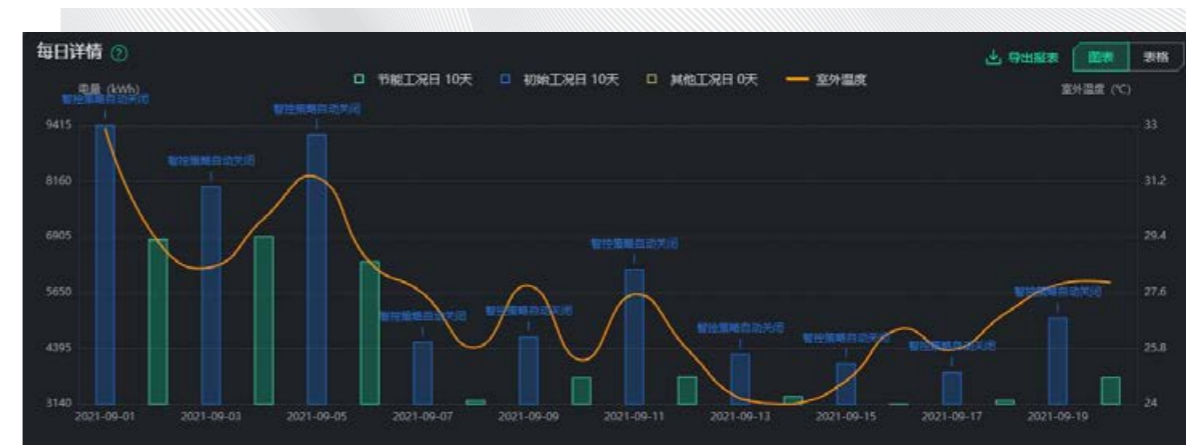 每日详情 ?
导出报表 图表 表格
节能工况日 10天 初始工况日 10天 其他工况日 0天 室外温度
电量 (kWh)
室外温度 (℃)
智控策略自动关闭
智控策略自动关闭
智控策略自动关闭
智控策略自动关闭
智控策略自动关闭
智控策略自动关闭
智控策略自动关闭
智控策略自动关闭
智控策略自动关闭
智控策略自动关闭
9415 33
8160 31.2
6905 29.4
5650 27.6
4395 25.8
3140 24
2021-09-01 2021-09-03 2021-09-05 2021-09-07 2021-09-09 2021-09-11 2021-09-13 2021-09-15 2021-09-17 2021-09-19